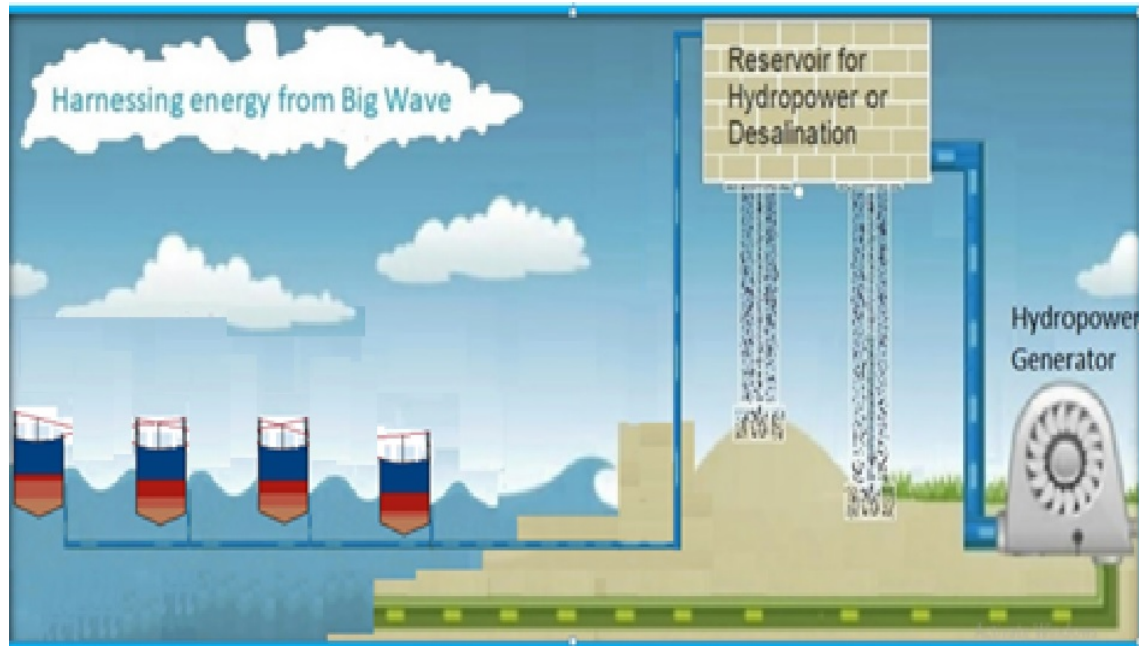 Harnessing energy from Big Wave
Reservoir for
Hydropower or
Desalination
Hydropower
Generator